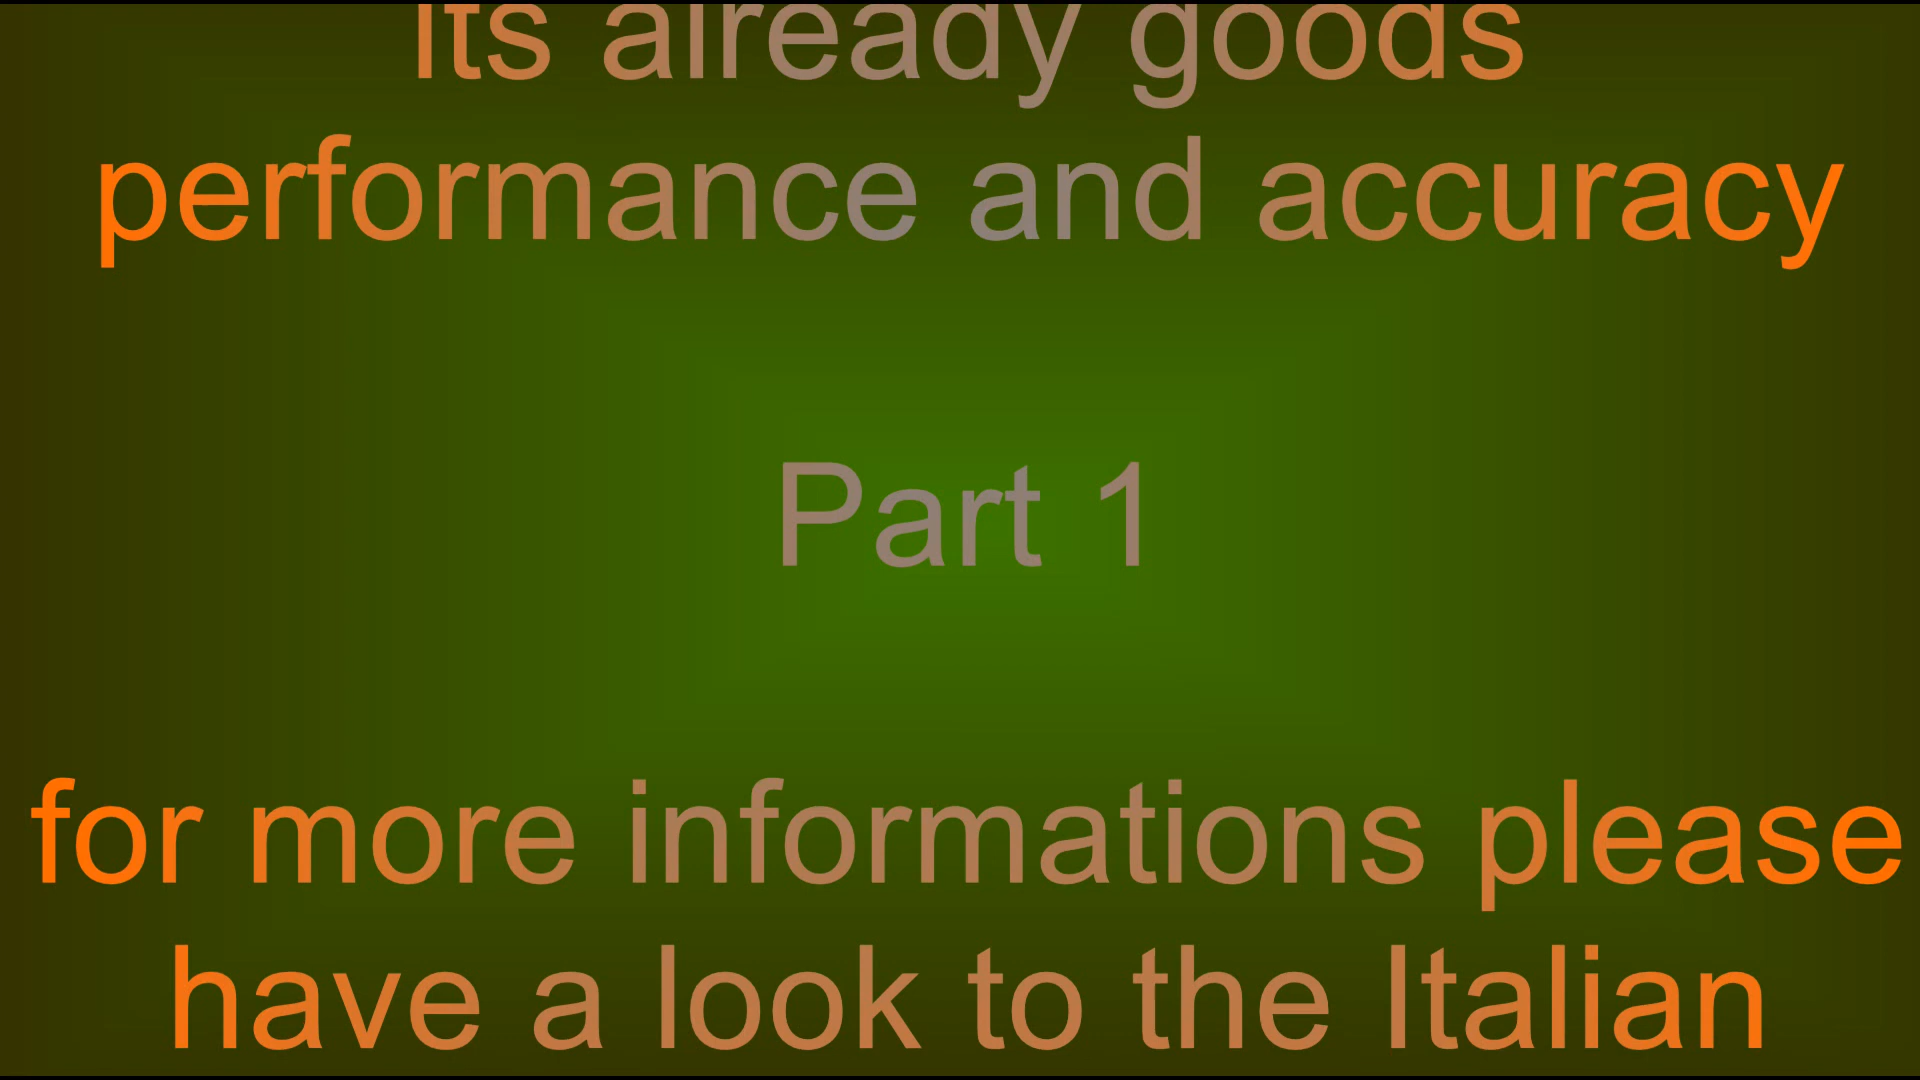 its already goods
performance and accuracy
Part 1
for more informations please
have a look to the Italian